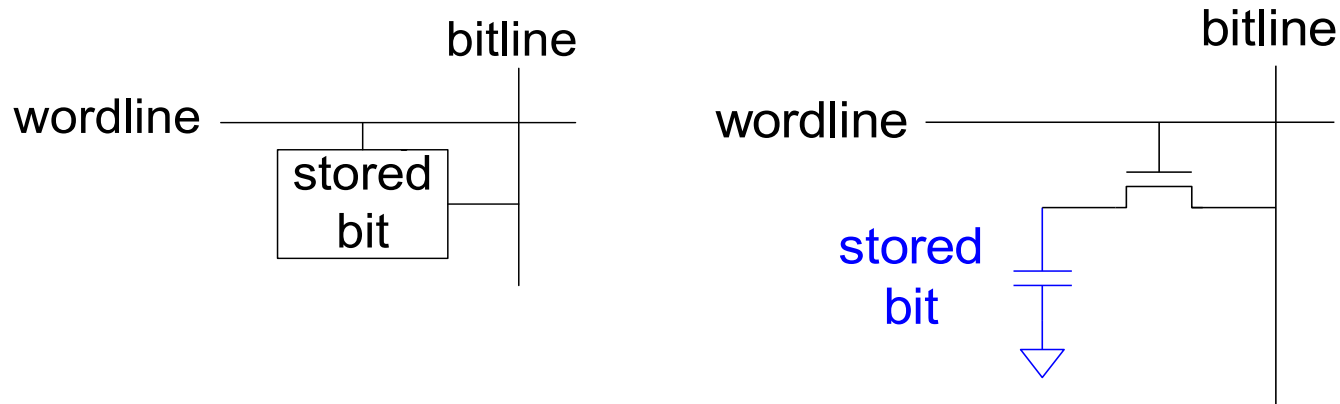 bitline
wordline
stored
bit
bitline
wordline
stored
bit